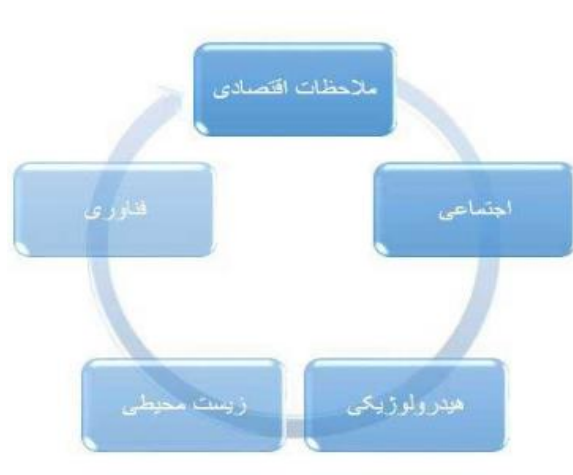 ملاحظات اقتصادی
اجتماعی
هیدرولوژیکی
زیست محیطی
فناوری